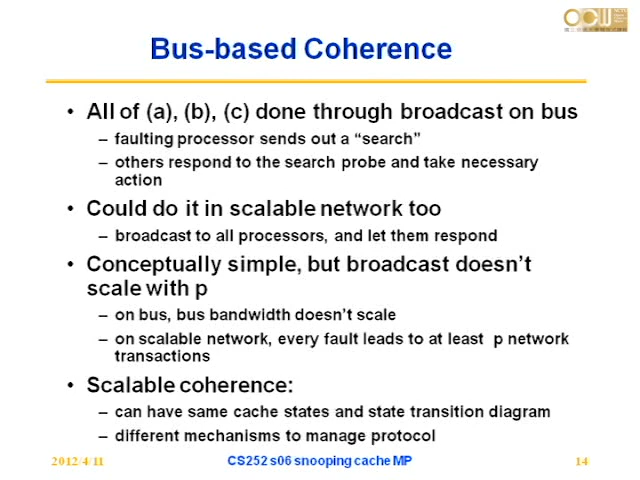 OCW
Bus-based Coherence
• All of (a), (b), (c) done through broadcast on bus
– faulting processor sends out a “search”
– others respond to the search probe and take necessary
action
• Could do it in scalable network too
– broadcast to all processors, and let them respond
• Conceptually simple, but broadcast doesn’t
scale with p
– on bus, bus bandwidth doesn’t scale
– on scalable network, every fault leads to at least p network
transactions
• Scalable coherence:
– can have same cache states and state transition diagram
– different mechanisms to manage protocol
2012/4/11
CS252 s06 snooping cache MP
14